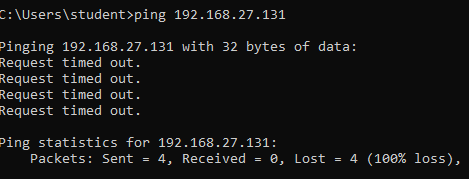 C:\Users\student>ping 192.168.27.131
Pinging 192.168.27.131 with 32 bytes of data:
Request timed out.
Request timed out.
Request timed out.
Request timed out.
Ping statistics for 192.168.27.131:
    Packets: Sent = 4, Received = 0, Lost = 4 (100% loss),